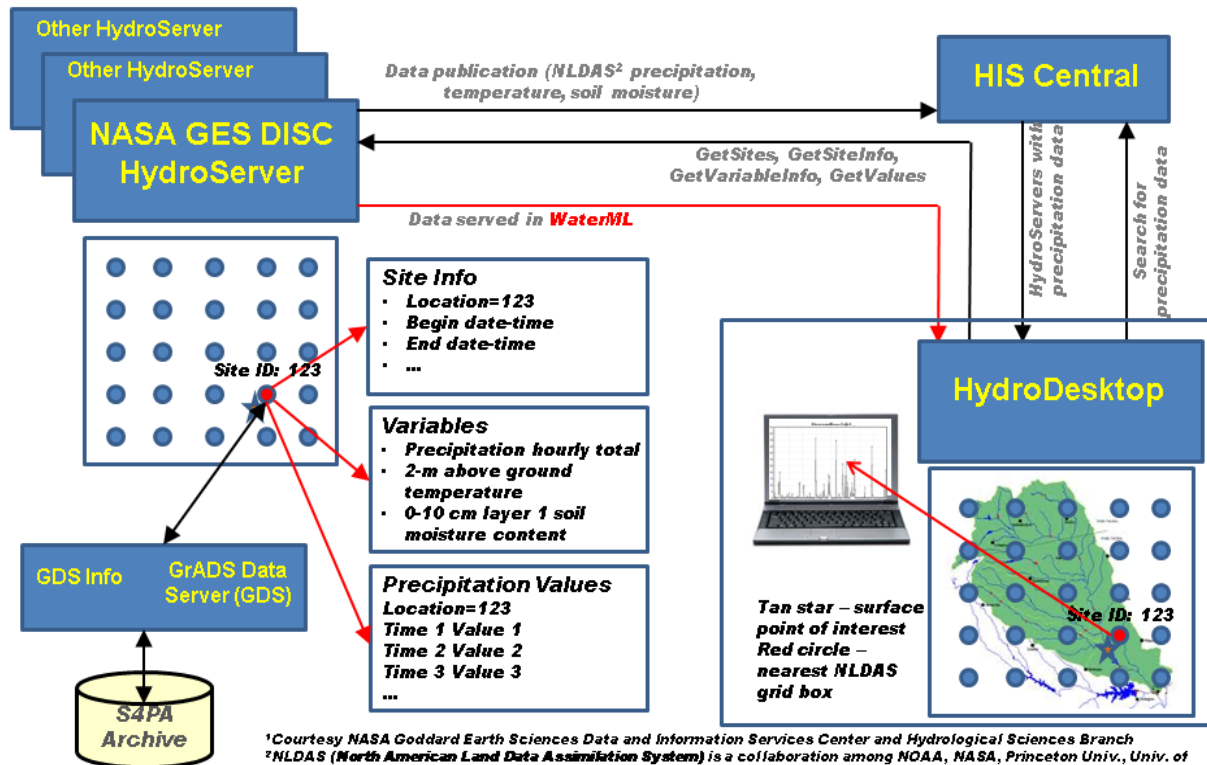 Other HydroServer
Other HydroServer
NASA GES DISC
HydroServer
Data publication (NLDAS² precipitation,
temperature, soil moisture)
HIS Central
GetSites, GetSiteInfo,
GetVariableInfo, GetValues
Data served in WaterML
HydroServers with
precipitation data
Search for
precipitation data
Site ID: 123
Site Info
· Location=123
· Begin date-time
· End date-time
· ...
Variables
· Precipitation hourly total
· 2-m above ground
temperature
· 0-10 cm layer 1 soil
moisture content
Precipitation Values
Location=123
Time 1 Value 1
Time 2 Value 2
Time 3 Value 3
...
GDS Info
GrADS Data
Server (GDS)
S4PA
Archive
HydroDesktop
Site ID: 123
Tan star – surface
point of interest
Red circle –
nearest NLDAS
grid box
¹Courtesy NASA Goddard Earth Sciences Data and Information Services Center and Hydrological Sciences Branch
²NLDAS (North American Land Data Assimilation System) is a collaboration among NOAA, NASA, Princeton Univ., Univ. of